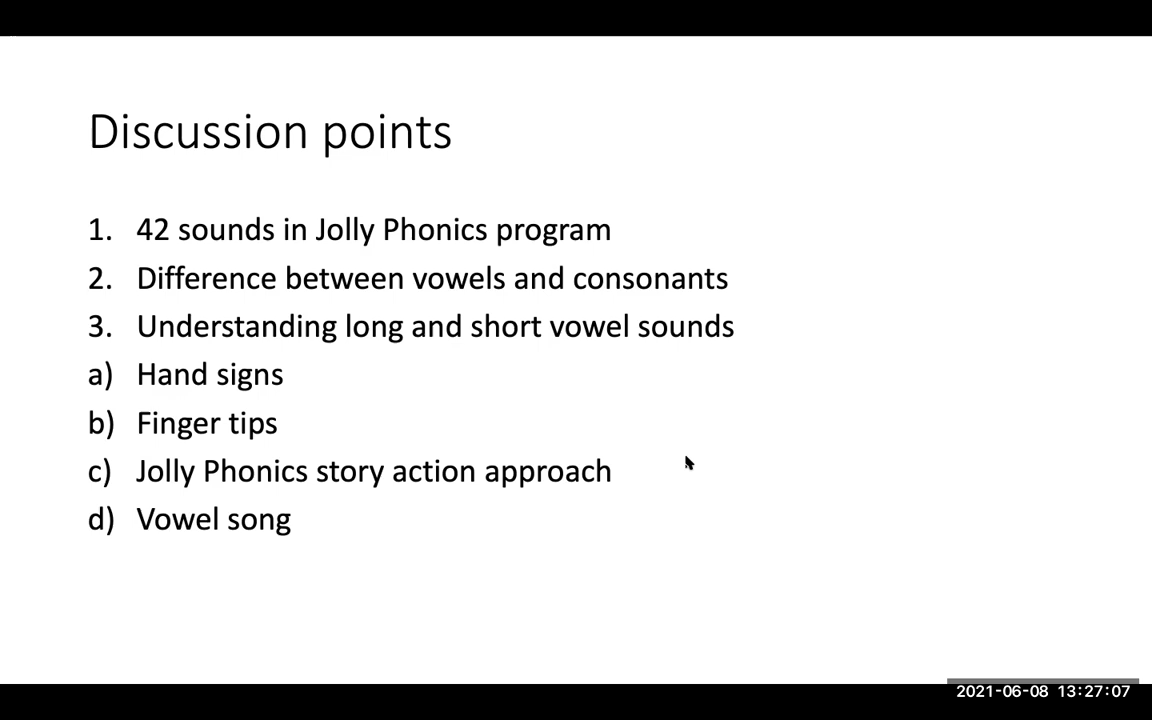 Discussion points
1. 42 sounds in Jolly Phonics program
2. Difference between vowels and consonants
3. Understanding long and short vowel sounds
a) Hand signs
b) Finger tips
c) Jolly Phonics story action approach
d) Vowel song
2021-06-08 13:27:07